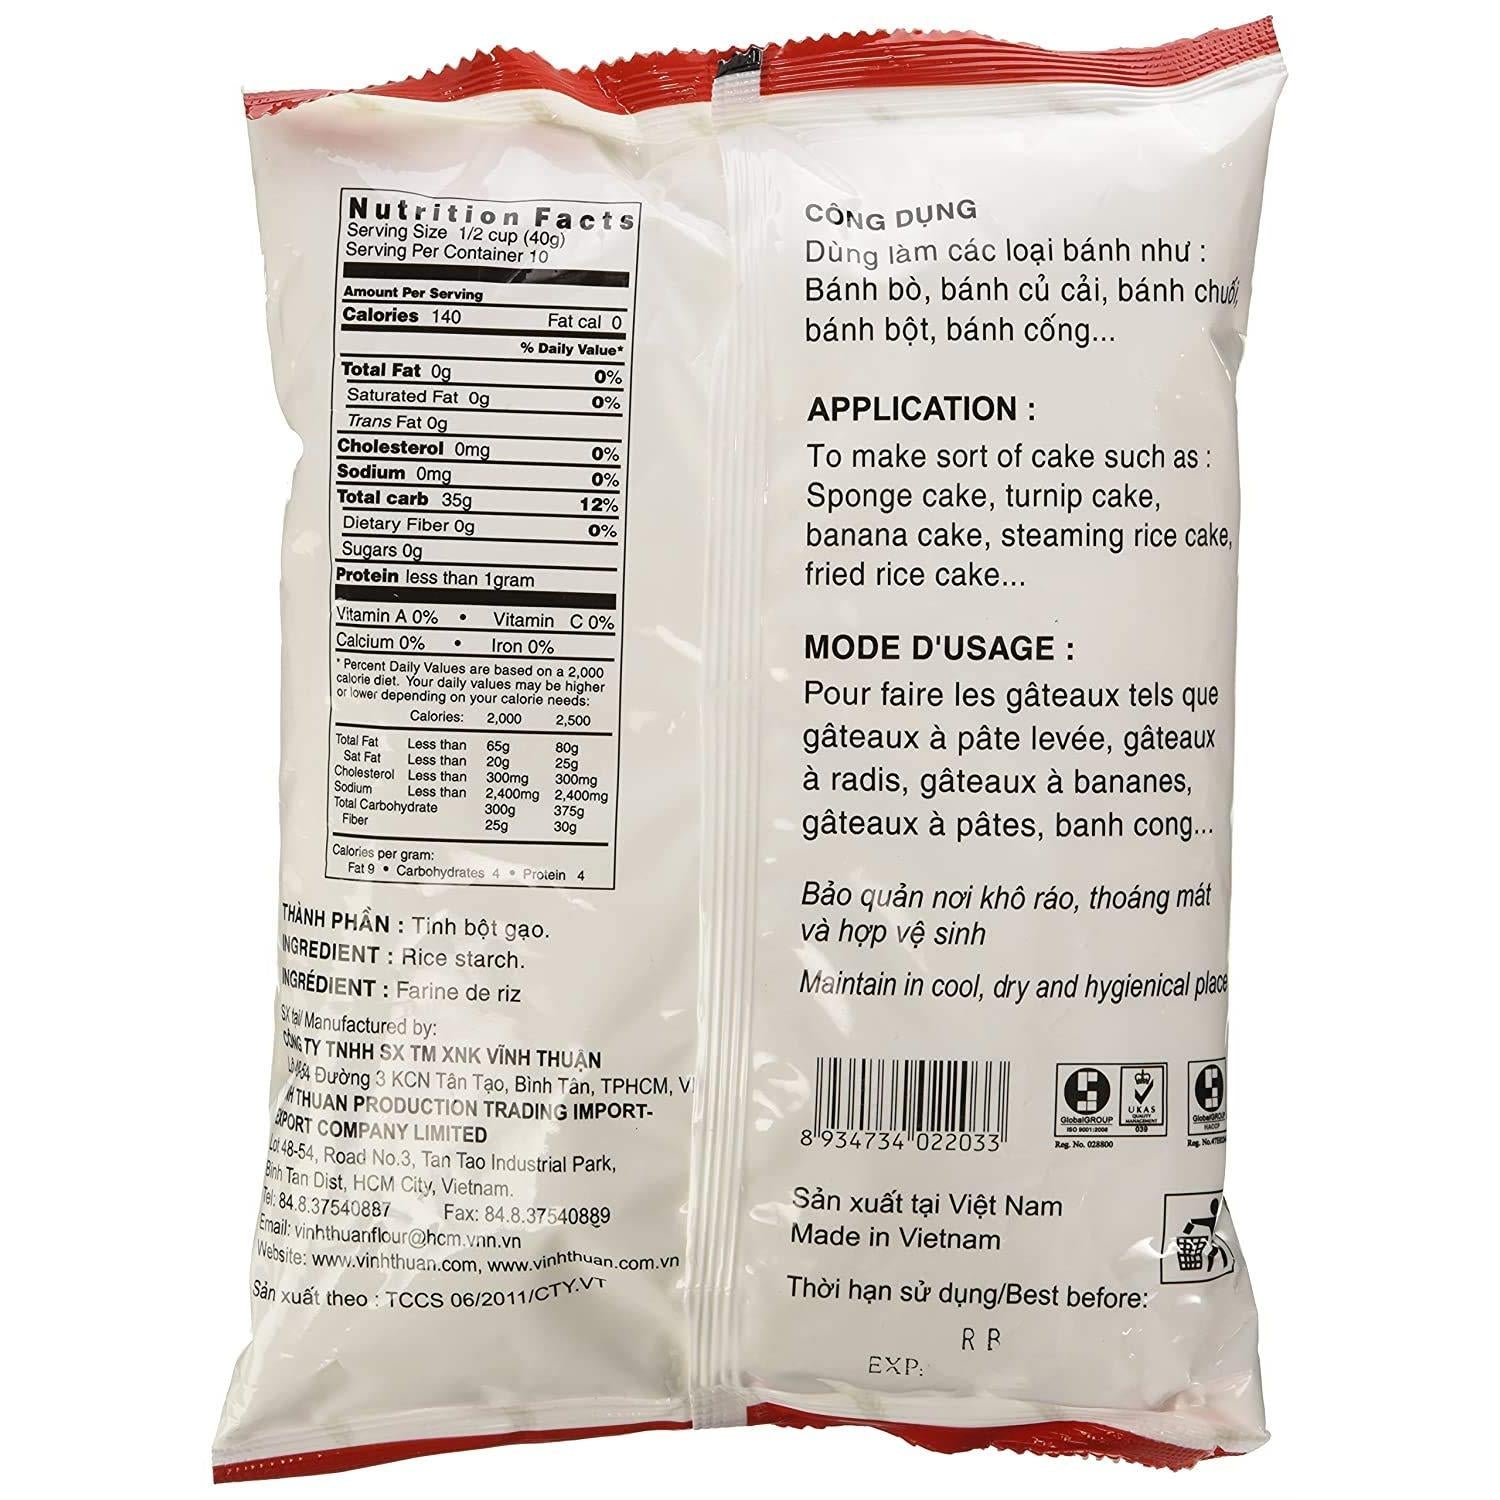 Nutrition Facts
Serving Size 1/2 cup (40g)
Serving Per Container 10
Amount Per Serving
Calories 140 Fat cal 0
% Daily Value*
Total Fat 0g 0%
Saturated Fat 0g 0%
Trans Fat 0g
Cholesterol 0mg 0%
Sodium 0mg 0%
Total carb 35g 12%
Dietary Fiber 0g 0%
Sugars 0g
Protein less than 1gram
Vitamin A 0% • Vitamin C 0%
Calcium 0% • Iron 0%
* Percent Daily Values are based on a 2,000
calorie diet. Your daily values may be higher
or lower depending on your calorie needs:
Calories: 2,000 2,500
Total Fat Less than 65g 80g
Sat Fat Less than 20g 25g
Cholesterol Less than 300mg 300mg
Sodium Less than 2,400mg 2,400mg
Total Carbohydrate 300g 375g
Fiber 25g 30g
Calories per gram:
Fat 9 • Carbohydrates 4 • Protein 4
THÀNH PHẦN : Tinh bột gạo.
INGREDIENT : Rice starch.
INGRÉDIENT : Farine de riz
SX tại/ Manufactured by:
CÔNG TY TNHH SX TM XNK VĨNH THUẬN
Đường 3 KCN Tân Tạo, Bình Tân, TPHCM,
THUAN PRODUCTION TRADING IMPORT-
EXPORT COMPANY LIMITED
Lot 48-54, Road No.3, Tan Tao Industrial Park,
Binh Tan Dist, HCM City, Vietnam.
Tel: 84.8.37540887 Fax: 84.8.37540889
Email: vinhthuanflour@hcm.vnn.vn
Website: www.vinhthuan.com, www.vinhthuan.com.vn
Sản xuất theo : TCCS 06/2011/CTY.VT
CÔNG DỤNG
Dùng làm các loại bánh như :
Bánh bò, bánh củ cải, bánh chuối,
bánh bột, bánh cống...
APPLICATION :
To make sort of cake such as :
Sponge cake, turnip cake,
banana cake, steaming rice cake,
fried rice cake...
MODE D'USAGE :
Pour faire les gâteaux tels que
gâteaux à pâte levée, gâteaux
à radis, gâteaux à bananes,
gâteaux à pâtes, banh cong...
Bảo quản nơi khô ráo, thoáng mát
và hợp vệ sinh
Maintain in cool, dry and hygienical place
8 934734 022033
GlobalGROUP
ISO 9001:2008
Reg. No. 028800
UKAS
QUALITY
MANAGEMENT
039
GlobalGROUP
HACCP
Sản xuất tại Việt Nam
Made in Vietnam
Thời hạn sử dụng/Best before:
R B
EXP: